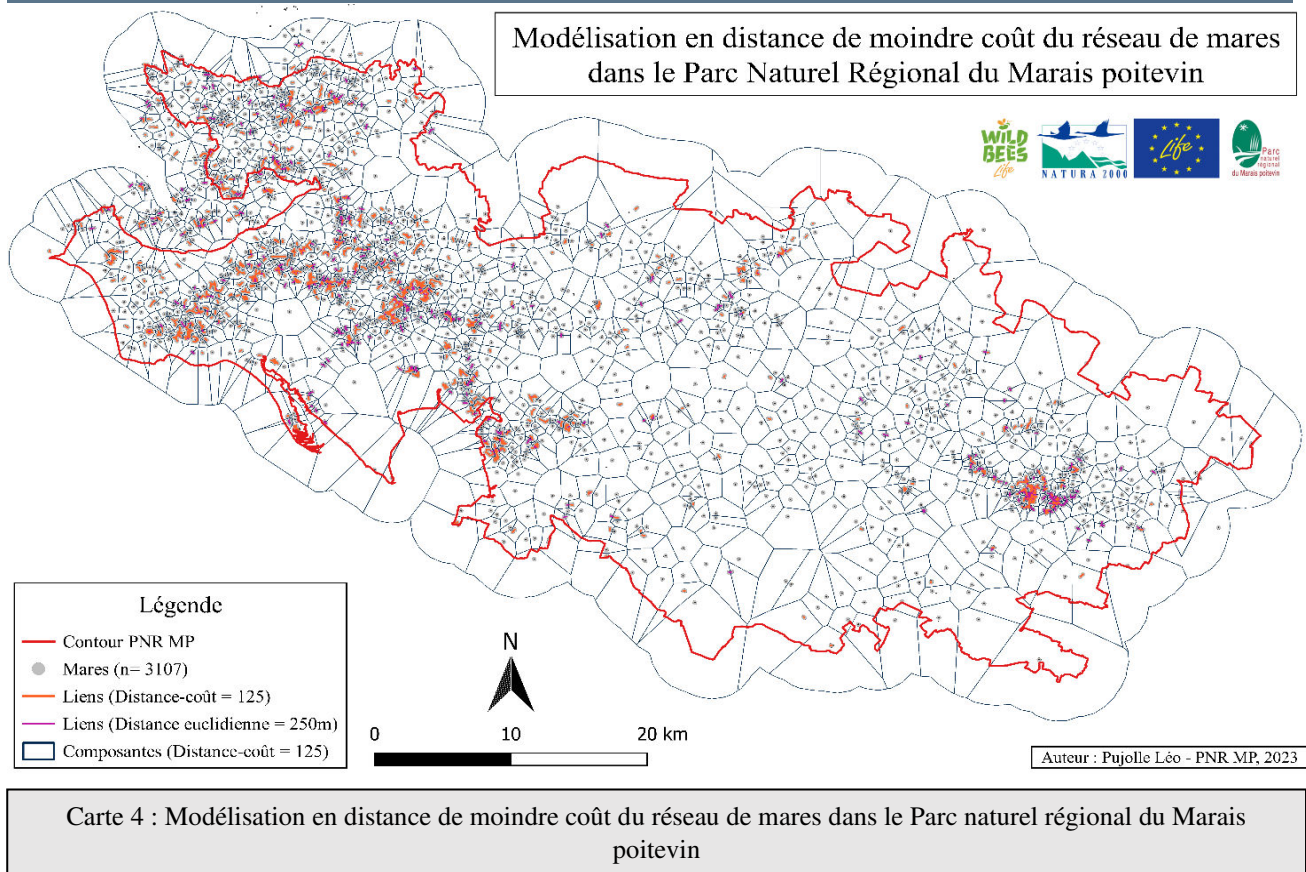 Modélisation en distance de moindre coût du réseau de mares
dans le Parc Naturel Régional du Marais poitevin
WILD
BEES
Life
NATURA 2000
Life
Parc
naturel
régional
du Marais poitevin
Légende
Contour PNR MP
Mares (n= 3107)
Liens (Distance-coût = 125)
Liens (Distance euclidienne = 250m)
Composantes (Distance-coût = 125)
N
0 10 20 km
Auteur : Pujolle Léo - PNR MP, 2023
Carte 4 : Modélisation en distance de moindre coût du réseau de mares dans le Parc naturel régional du Marais
poitevin